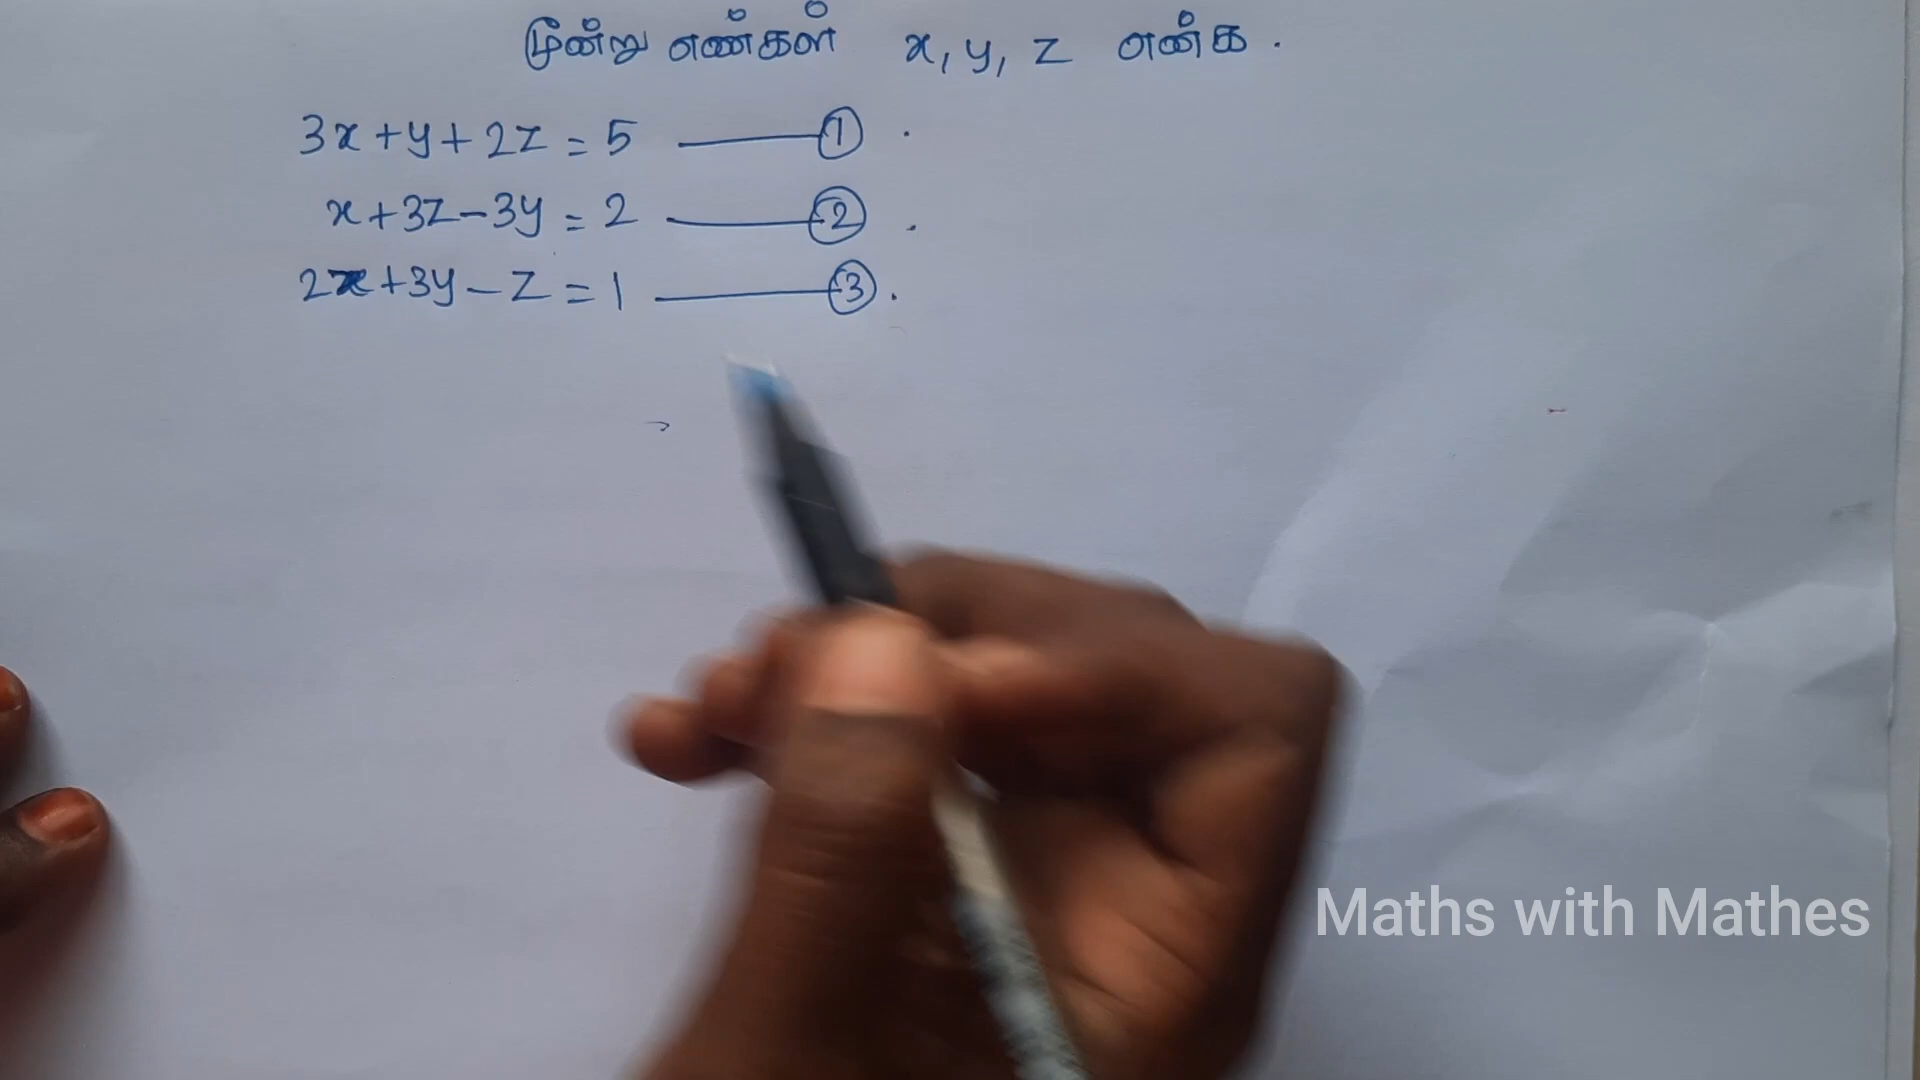 மூன்று எண்கள் x, y, z என்க.
3x+y+2z = 5 ——— ①.
x+3z-3y = 2 ——— ②.
2x+3y-z = 1 ——— ③.
Maths with Mathes